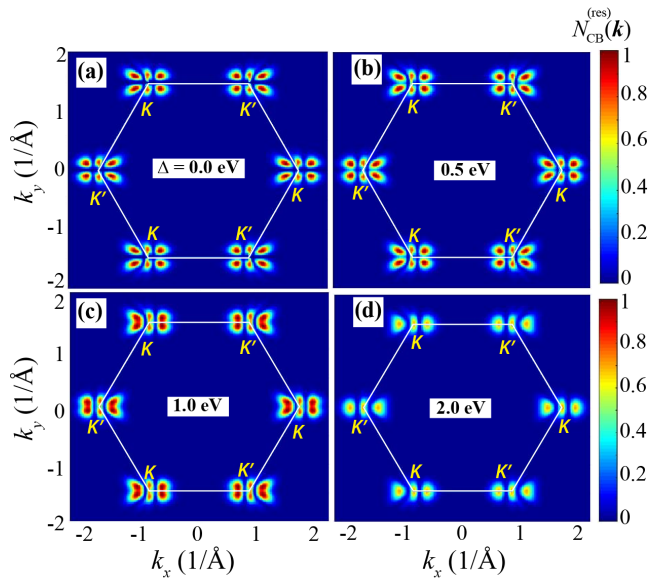 N_CB^(res)(k)
(a)
(b)
2
1
0
-1
-2
k_y (1/Å)
K
K'
K'
Δ = 0.0 eV
K
K
K'
K
K'
K'
0.5 eV
K
K
K'
1
0.8
0.6
0.4
0.2
0
(c)
(d)
2
1
0
-1
-2
k_y (1/Å)
K
K'
K'
1.0 eV
K
K
K'
K
K'
K'
2.0 eV
K
K
K'
1
0.8
0.6
0.4
0.2
0
-2 -1 0 1 2
-2 -1 0 1 2
k_x (1/Å)
k_x (1/Å)